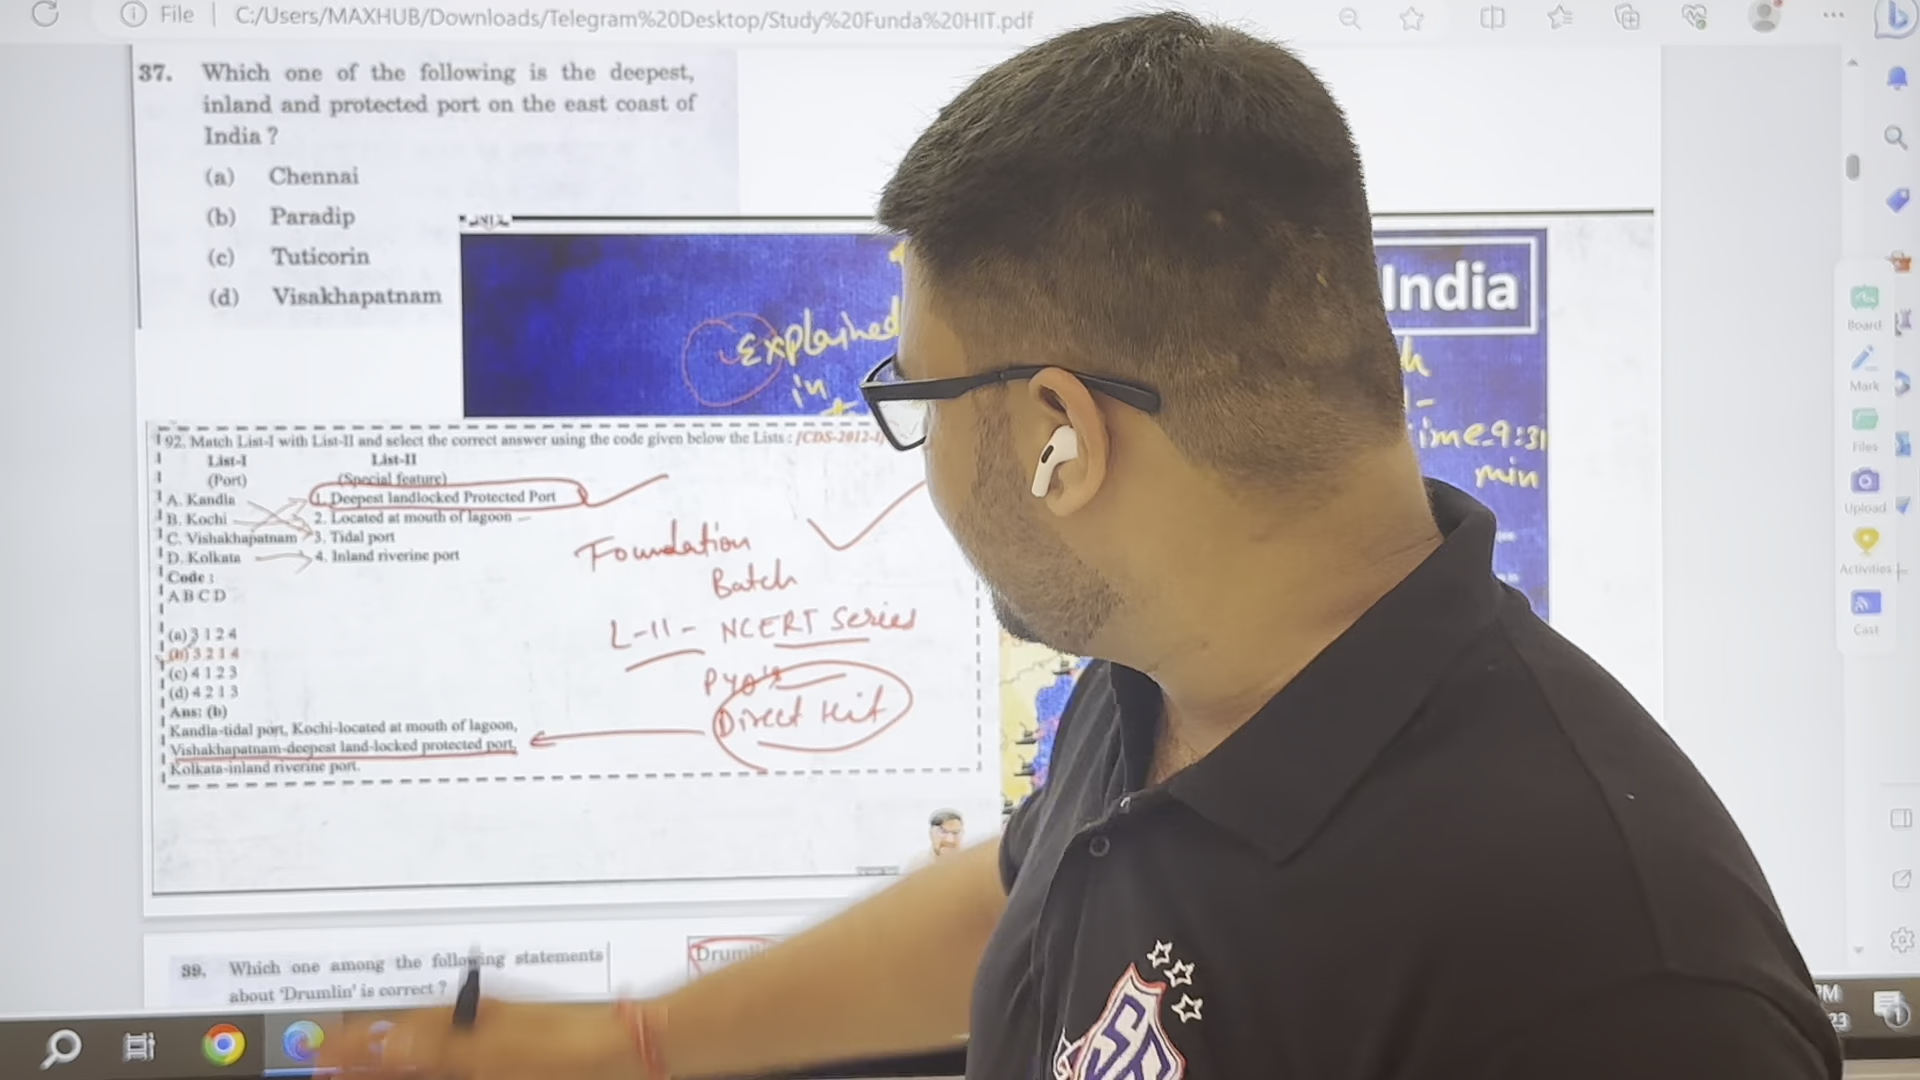 File | C:/Users/MAXHUB/Downloads/Telegram%20Desktop/Study%20Funda%20HIT.pdf
37. Which one of the following is the deepest,
inland and protected port on the east coast of
India ?
(a) Chennai
(b) Paradip
(c) Tuticorin
(d) Visakhapatnam
India
Explained
in
Time-9:31
min
192. Match List-I with List-II and select the correct answer using the code given below the Lists : [CDS-2012-I]
List-I List-II
(Port) (Special feature)
A. Kandla 1. Deepest landlocked Protected Port
B. Kochi 2. Located at mouth of lagoon
C. Vishakhapatnam 3. Tidal port
D. Kolkata 4. Inland riverine port
Code :
A B C D
(a) 3 1 2 4
(b) 3 2 1 4
(c) 4 1 2 3
(d) 4 2 1 3
Ans: (b)
Kandla-tidal port, Kochi-located at mouth of lagoon,
Vishakhapatnam-deepest land-locked protected port,
Kolkata-inland riverine port.
Foundation
Batch
L-11- NCERT Series
PYQ's
Direct Hit
39. Which one among the following statements
about 'Drumlin' is correct ?
Board
Mark
Files
Upload
Activities
Cast
PM
23